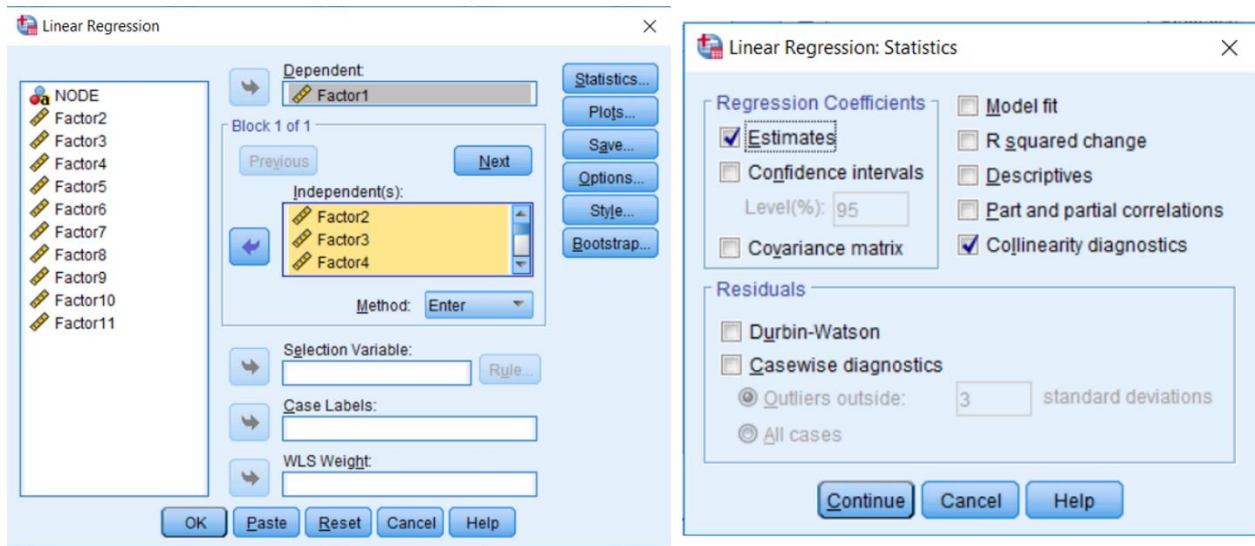 Linear Regression
NODE
Factor2
Factor3
Factor4
Factor5
Factor6
Factor7
Factor8
Factor9
Factor10
Factor11
Dependent:
Factor1
Block 1 of 1
Previous
Next
Independent(s):
Factor2
Factor3
Factor4
Method: Enter
Selection Variable:
Rule...
Case Labels:
WLS Weight:
Statistics...
Plots...
Save...
Options...
Style...
Bootstrap...
OK Paste Reset Cancel Help
Linear Regression: Statistics
Regression Coefficients
Estimates
Confidence intervals
Level(%): 95
Covariance matrix
Model fit
R squared change
Descriptives
Part and partial correlations
Collinearity diagnostics
Residuals
Durbin-Watson
Casewise diagnostics
Outliers outside: 3 standard deviations
All cases
Continue Cancel Help